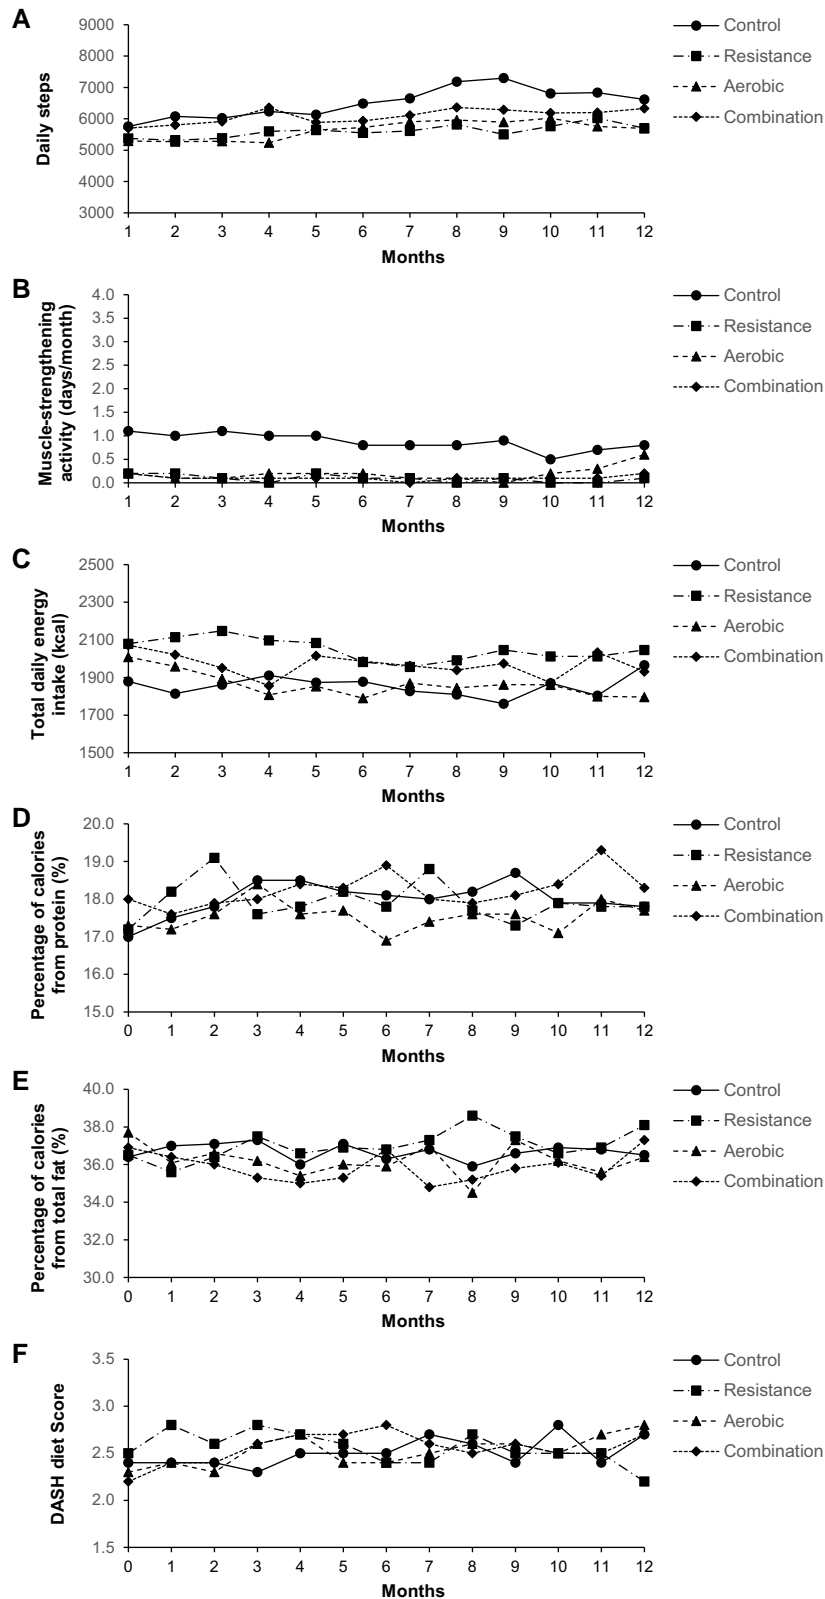 A
Daily steps
9000
8000
7000
6000
5000
4000
3000
1 2 3 4 5 6 7 8 9 10 11 12
Months
Control
Resistance
Aerobic
Combination
B
Muscle-strengthening
activity (days/month)
4.0
3.5
3.0
2.5
2.0
1.5
1.0
0.5
0.0
1 2 3 4 5 6 7 8 9 10 11 12
Months
Control
Resistance
Aerobic
Combination
C
Total daily energy
intake (kcal)
2500
2300
2100
1900
1700
1500
1 2 3 4 5 6 7 8 9 10 11 12
Months
Control
Resistance
Aerobic
Combination
D
Percentage of calories
from protein (%)
20.0
19.0
18.0
17.0
16.0
15.0
0 1 2 3 4 5 6 7 8 9 10 11 12
Months
Control
Resistance
Aerobic
Combination
E
Percentage of calories
from total fat (%)
40.0
38.0
36.0
34.0
32.0
30.0
0 1 2 3 4 5 6 7 8 9 10 11 12
Months
Control
Resistance
Aerobic
Combination
F
DASH diet Score
3.5
3.0
2.5
2.0
1.5
0 1 2 3 4 5 6 7 8 9 10 11 12
Months
Control
Resistance
Aerobic
Combination